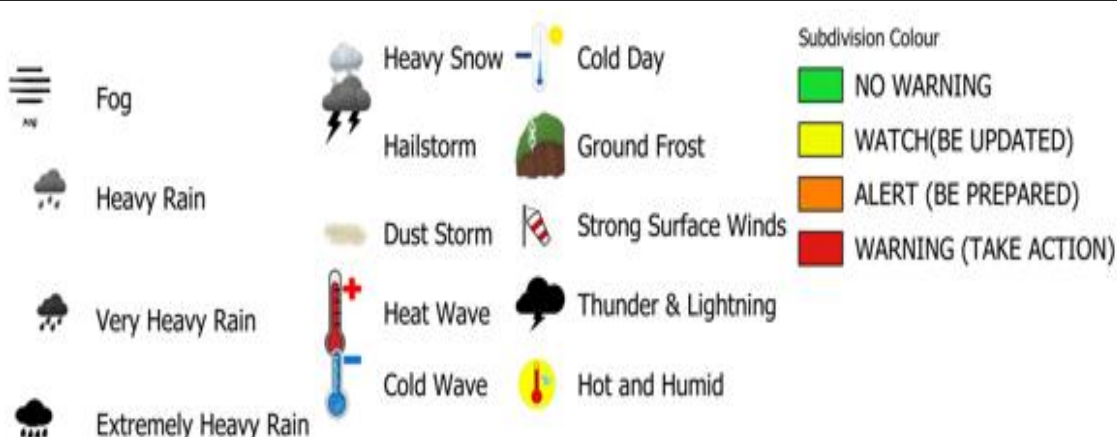 Fog
Heavy Rain
Very Heavy Rain
Extremely Heavy Rain
Heavy Snow
Hailstorm
Dust Storm
Heat Wave
Cold Wave
Cold Day
Ground Frost
Strong Surface Winds
Thunder & Lightning
Hot and Humid
Subdivision Colour
NO WARNING
WATCH(BE UPDATED)
ALERT (BE PREPARED)
WARNING (TAKE ACTION)